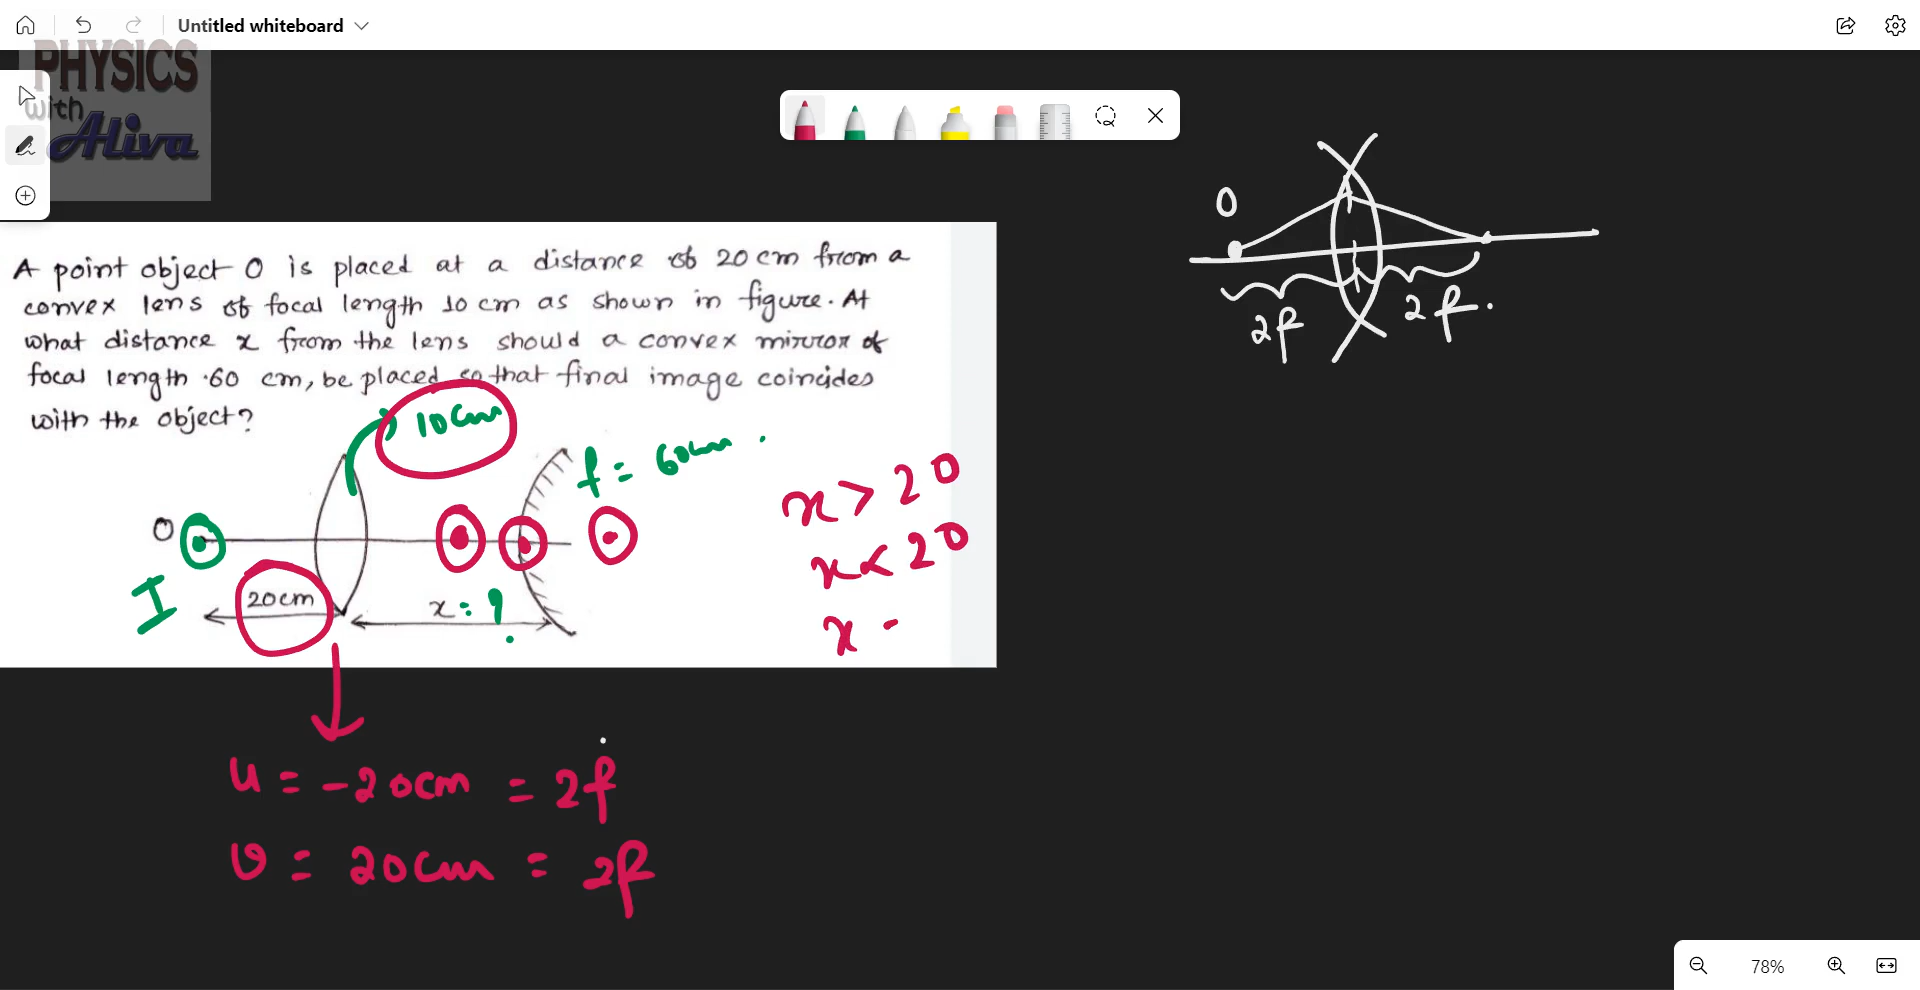 Untitled whiteboard
PHYSICS
with
Aliva
A point object O is placed at a distance of 20 cm from a
convex lens of focal length 10 cm as shown in figure. At
what distance x from the lens should a convex mirror of
focal length 60 cm, be placed so that final image coincides
with the object?
10cm
f = 60cm.
O
I
20cm
x = ?
x > 20
x < 20
x =
u = -20cm = 2f
v = 20cm = 2f
O
2f
2f.
78%